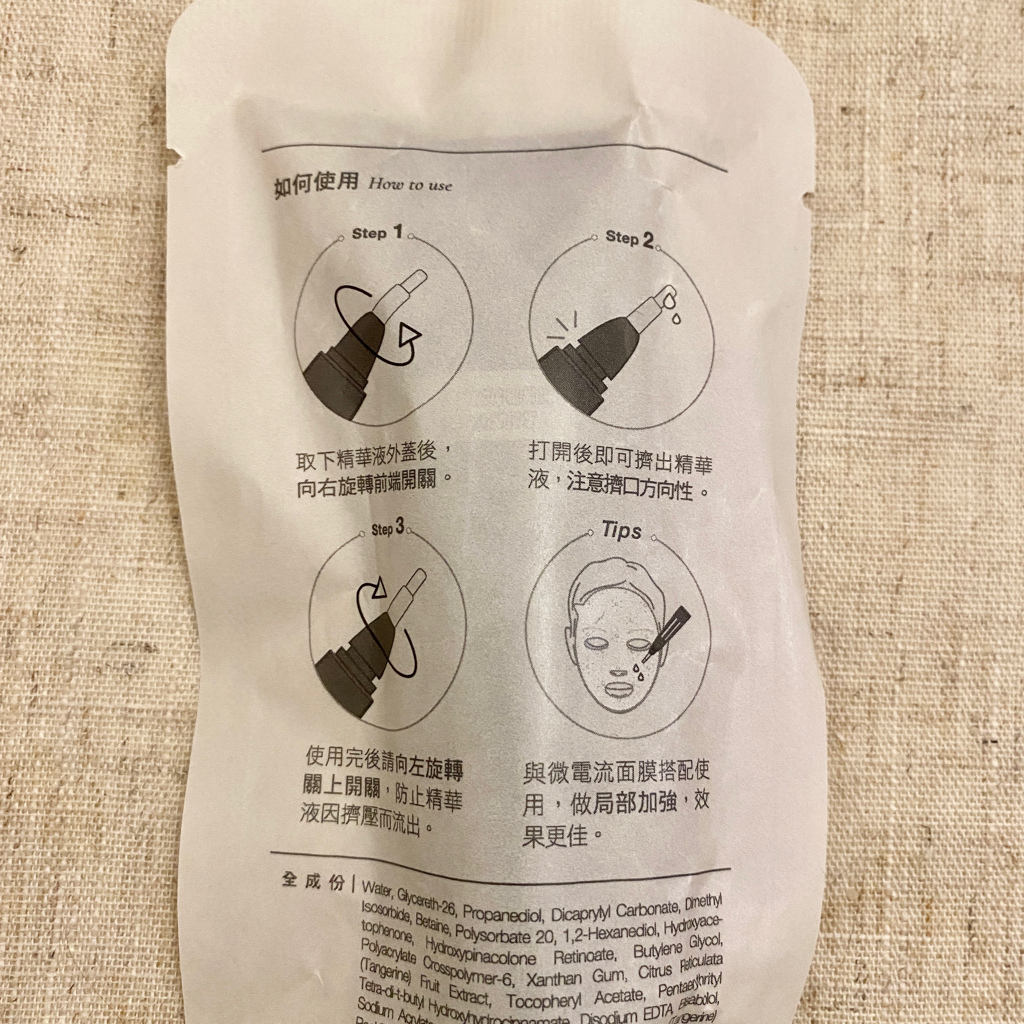 如何使用 How to use
Step 1
取下精華液外蓋後，
向右旋轉前端開關。
Step 2
打開後即可擠出精華
液，注意擠口方向性。
Step 3
使用完後請向左旋轉
關上開關，防止精華
液因擠壓而流出。
Tips
與微電流面膜搭配使
用，做局部加強，效
果更佳。
全成份 | Water, Glycereth-26, Propanediol, Dicaprylyl Carbonate, Dimethyl
Isosorbide, Betaine, Polysorbate 20, 1,2-Hexanediol, Hydroxyace-
tophenone, Hydroxypinacolone Retinoate, Butylene Glycol,
Polyacrylate Crosspolymer-6, Xanthan Gum, Citrus Reticulata
(Tangerine) Fruit Extract, Tocopheryl Acetate, Pentaerythrityl
Tetra-di-t-butyl Hydroxyhydrocinnamate, Disodium EDTA, Bisabolol,
Sodium